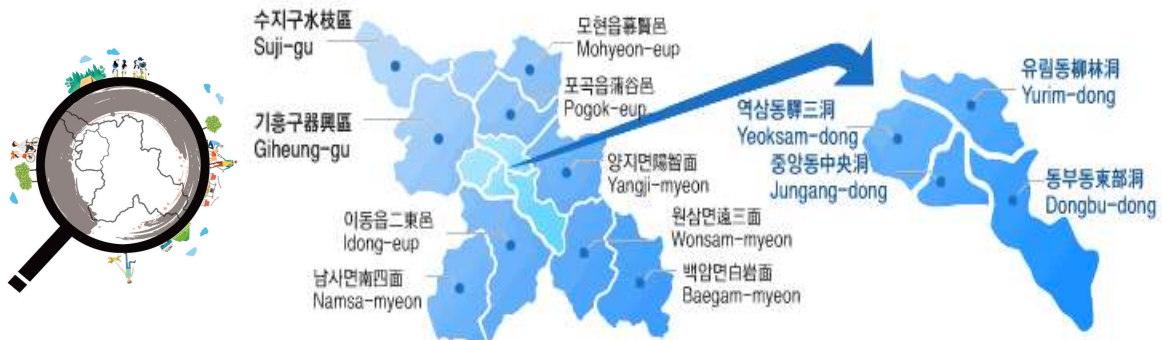 수지구水枝區
Suji-gu
모현읍慕賢邑
Mohyeon-eup
포곡읍蒲谷邑
Pogok-eup
기흥구器興區
Giheung-gu
양지면陽智面
Yangji-myeon
이동읍二東邑
Idong-eup
원삼면遠三面
Wonsam-myeon
남사면南四面
Namsa-myeon
백암면白岩面
Baegam-myeon
유림동柳林洞
Yurim-dong
역삼동驛三洞
Yeoksam-dong
중앙동中央洞
Jungang-dong
동부동東部洞
Dongbu-dong